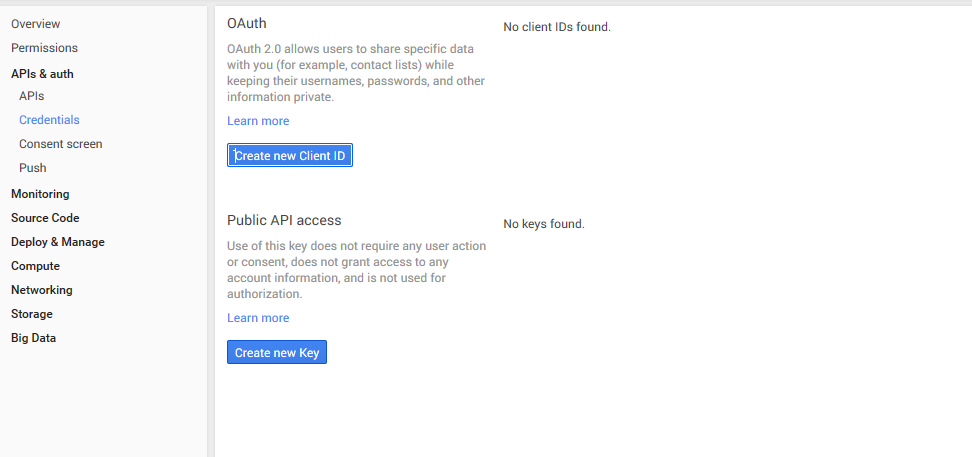 Overview
Permissions
APIs & auth
APIs
Credentials
Consent screen
Push
Monitoring
Source Code
Deploy & Manage
Compute
Networking
Storage
Big Data
OAuth
OAuth 2.0 allows users to share specific data
with you (for example, contact lists) while
keeping their usernames, passwords, and other
information private.
Learn more
Create new Client ID
No client IDs found.
Public API access
Use of this key does not require any user action
or consent, does not grant access to any
account information, and is not used for
authorization.
Learn more
Create new Key
No keys found.